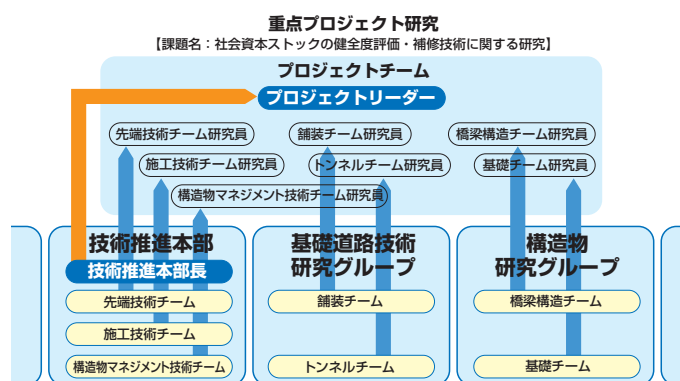 重点プロジェクト研究
【課題名：社会資本ストックの健全度評価・補修技術に関する研究】
プロジェクトチーム
プロジェクトリーダー
先端技術チーム研究員
舗装チーム研究員
橋梁構造チーム研究員
施工技術チーム研究員
トンネルチーム研究員
基礎チーム研究員
構造物マネジメント技術チーム研究員
技術推進本部
技術推進本部長
先端技術チーム
施工技術チーム
構造物マネジメント技術チーム
基礎道路技術
研究グループ
舗装チーム
トンネルチーム
構造物
研究グループ
橋梁構造チーム
基礎チーム